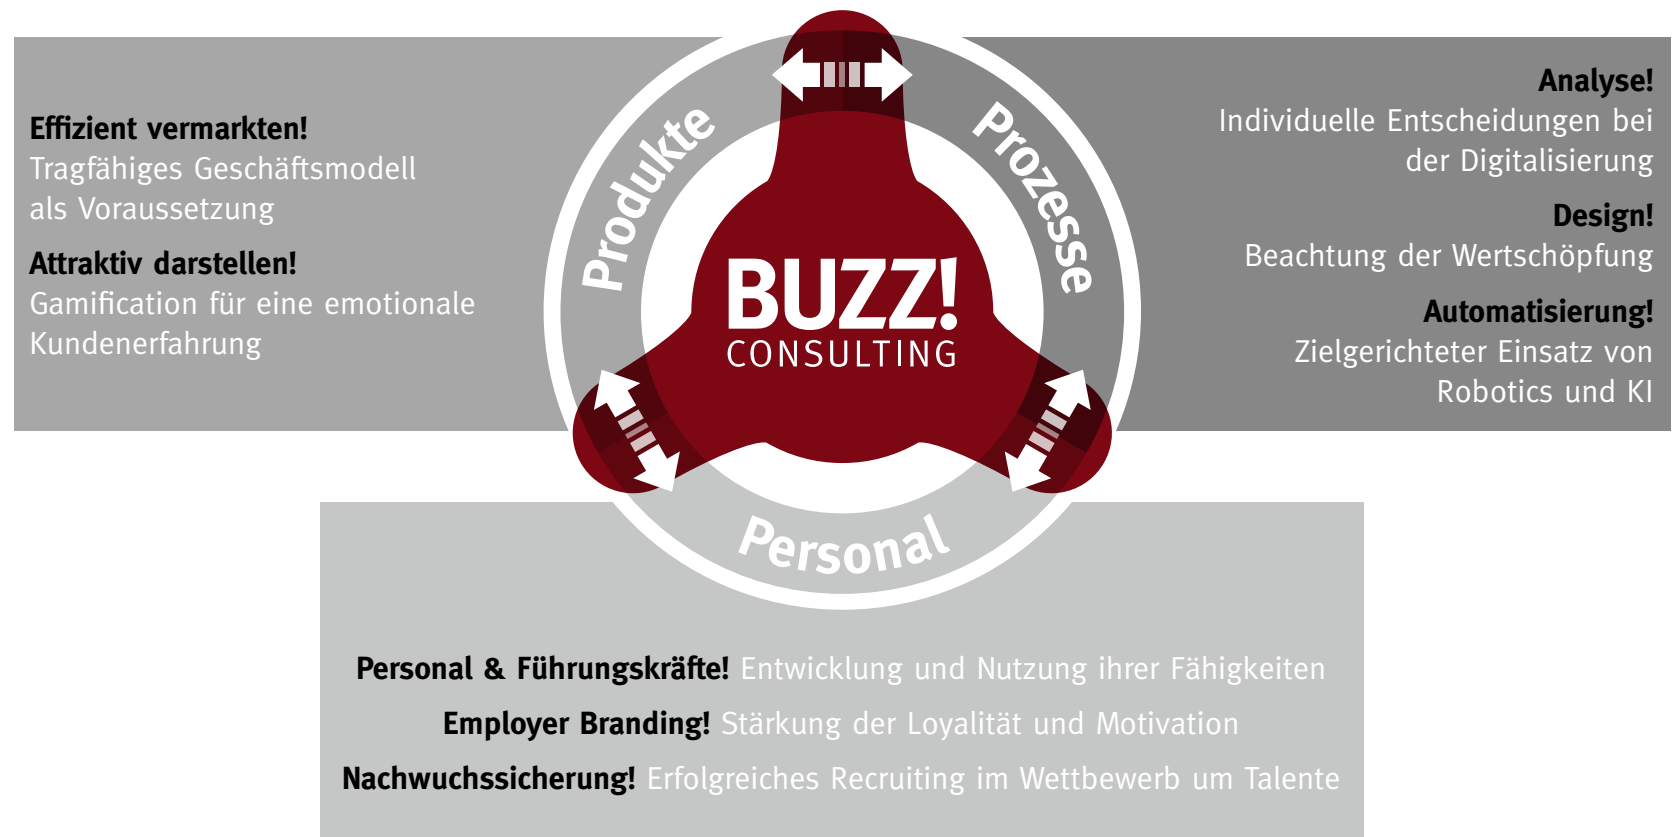 Effizient vermarkten!
Tragfähiges Geschäftsmodell
als Voraussetzung
Attraktiv darstellen!
Gamification für eine emotionale
Kundenerfahrung
Produkte
Prozesse
BUZZ!
CONSULTING
Personal
Analyse!
Individuelle Entscheidungen bei
der Digitalisierung
Design!
Beachtung der Wertschöpfung
Automatisierung!
Zielgerichteter Einsatz von
Robotics und KI
Personal & Führungskräfte! Entwicklung und Nutzung ihrer Fähigkeiten
Employer Branding! Stärkung der Loyalität und Motivation
Nachwuchssicherung! Erfolgreiches Recruiting im Wettbewerb um Talente